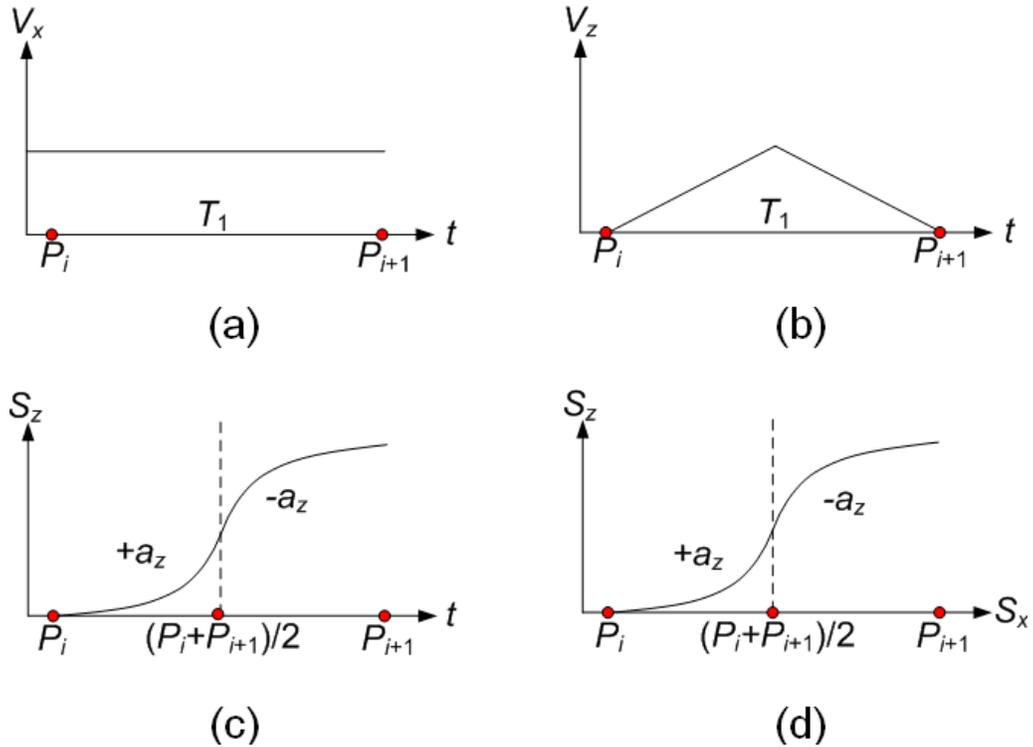 Vx Vz
T1 t T1 t
Pi Pi+1 Pi Pi+1
(a) (b)
Sz Sz
-az -az
+az +az
t Sx
Pi (Pi+Pi+1)/2 Pi+1 Pi (Pi+Pi+1)/2 Pi+1
(c) (d)